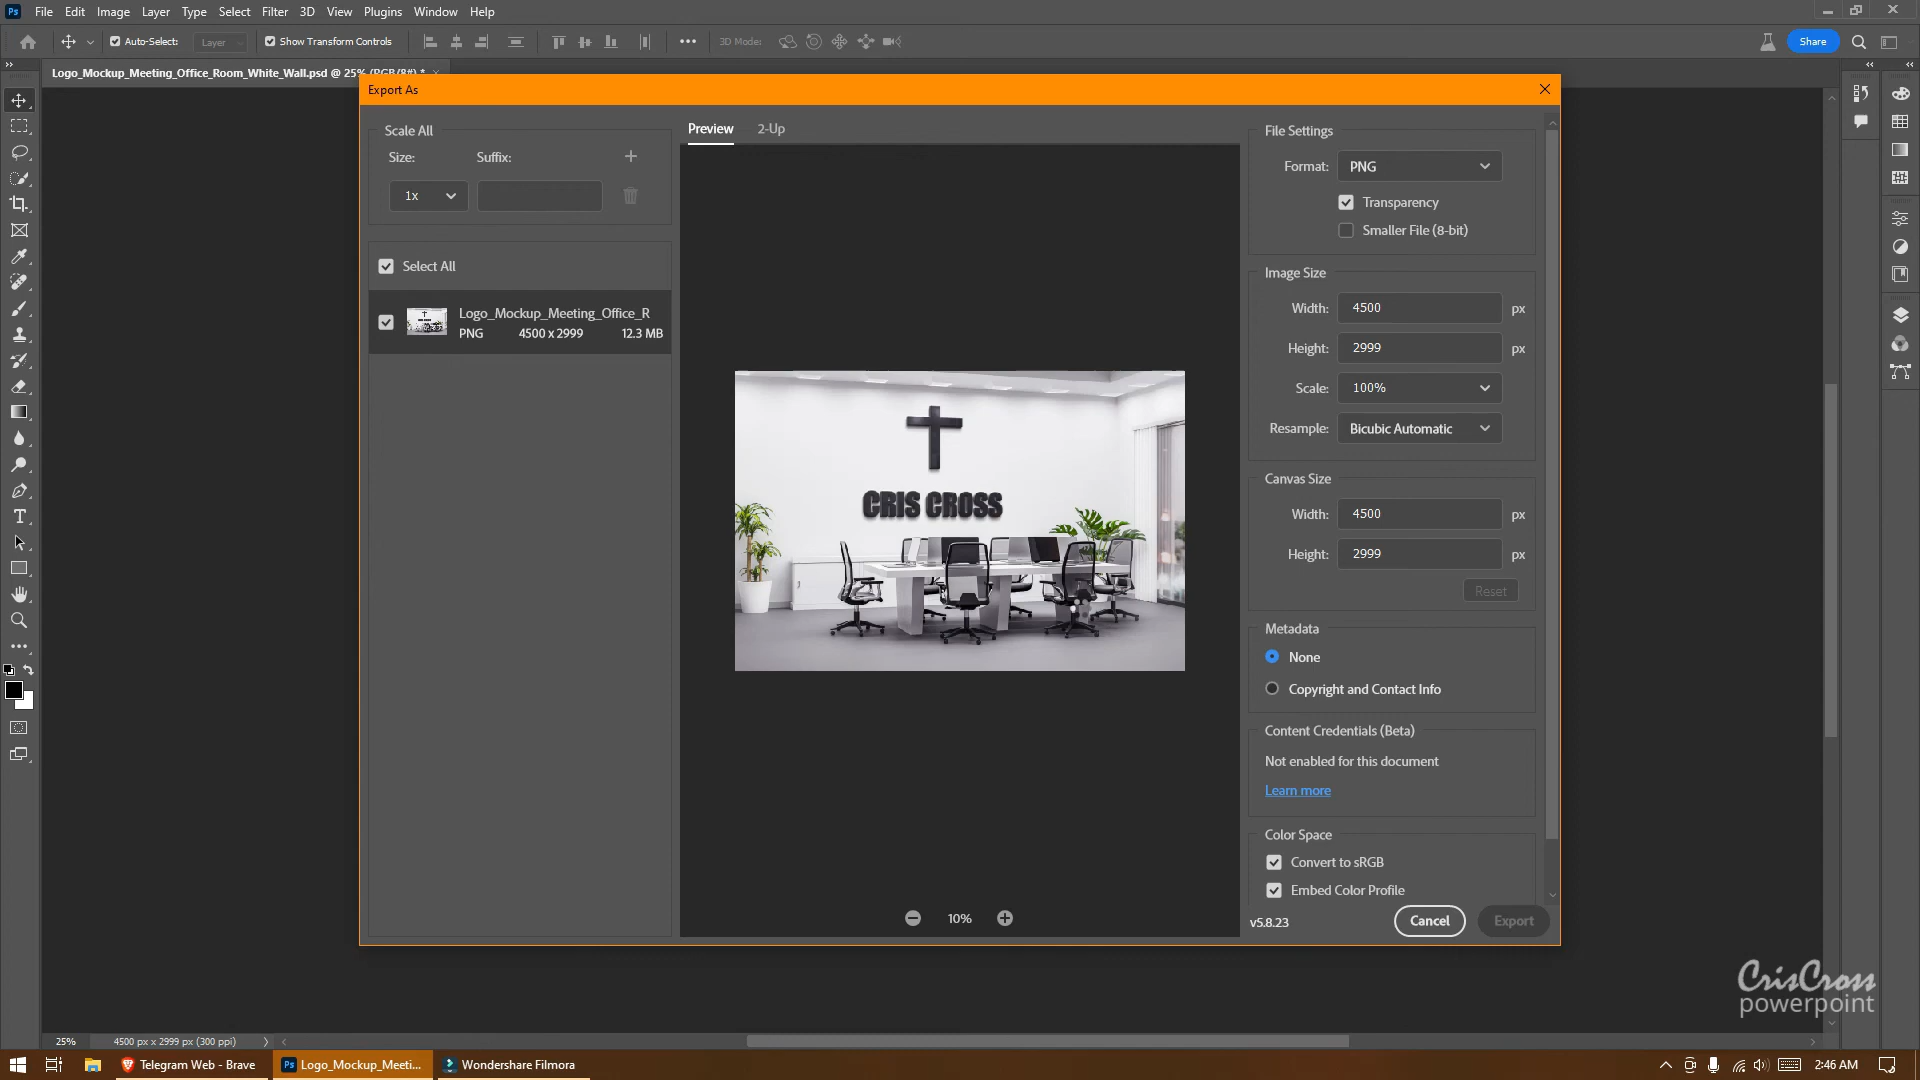 Ps File Edit Image Layer Type Select Filter 3D View Plugins Window Help
Auto-Select: Layer Show Transform Controls 3D Mode: Share
Logo_Mockup_Meeting_Office_Room_White_Wall.psd @ 25% (RGB/8#) *
Export As
Scale All
Size: Suffix:
1x
Select All
Logo_Mockup_Meeting_Office_R
PNG 4500 x 2999 12.3 MB
Preview 2-Up
CRIS CROSS
10%
File Settings
Format: PNG
Transparency
Smaller File (8-bit)
Image Size
Width: 4500 px
Height: 2999 px
Scale: 100%
Resample: Bicubic Automatic
Canvas Size
Width: 4500 px
Height: 2999 px
Reset
Metadata
None
Copyright and Contact Info
Content Credentials (Beta)
Not enabled for this document
Learn more
Color Space
Convert to sRGB
Embed Color Profile
v5.8.23 Cancel Export
CrisCross
powerpoint
25% 4500 px x 2999 px (300 ppi)
Telegram Web - Brave Ps Logo_Mockup_Meeti... Wondershare Filmora 2:46 AM